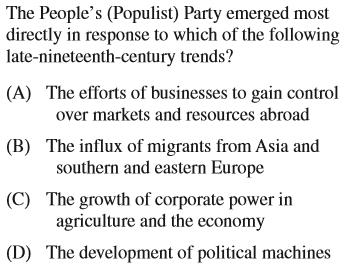 The People’s (Populist) Party emerged most
directly in response to which of the following
late-nineteenth-century trends?
(A) The efforts of businesses to gain control
over markets and resources abroad
(B) The influx of migrants from Asia and
southern and eastern Europe
(C) The growth of corporate power in
agriculture and the economy
(D) The development of political machines